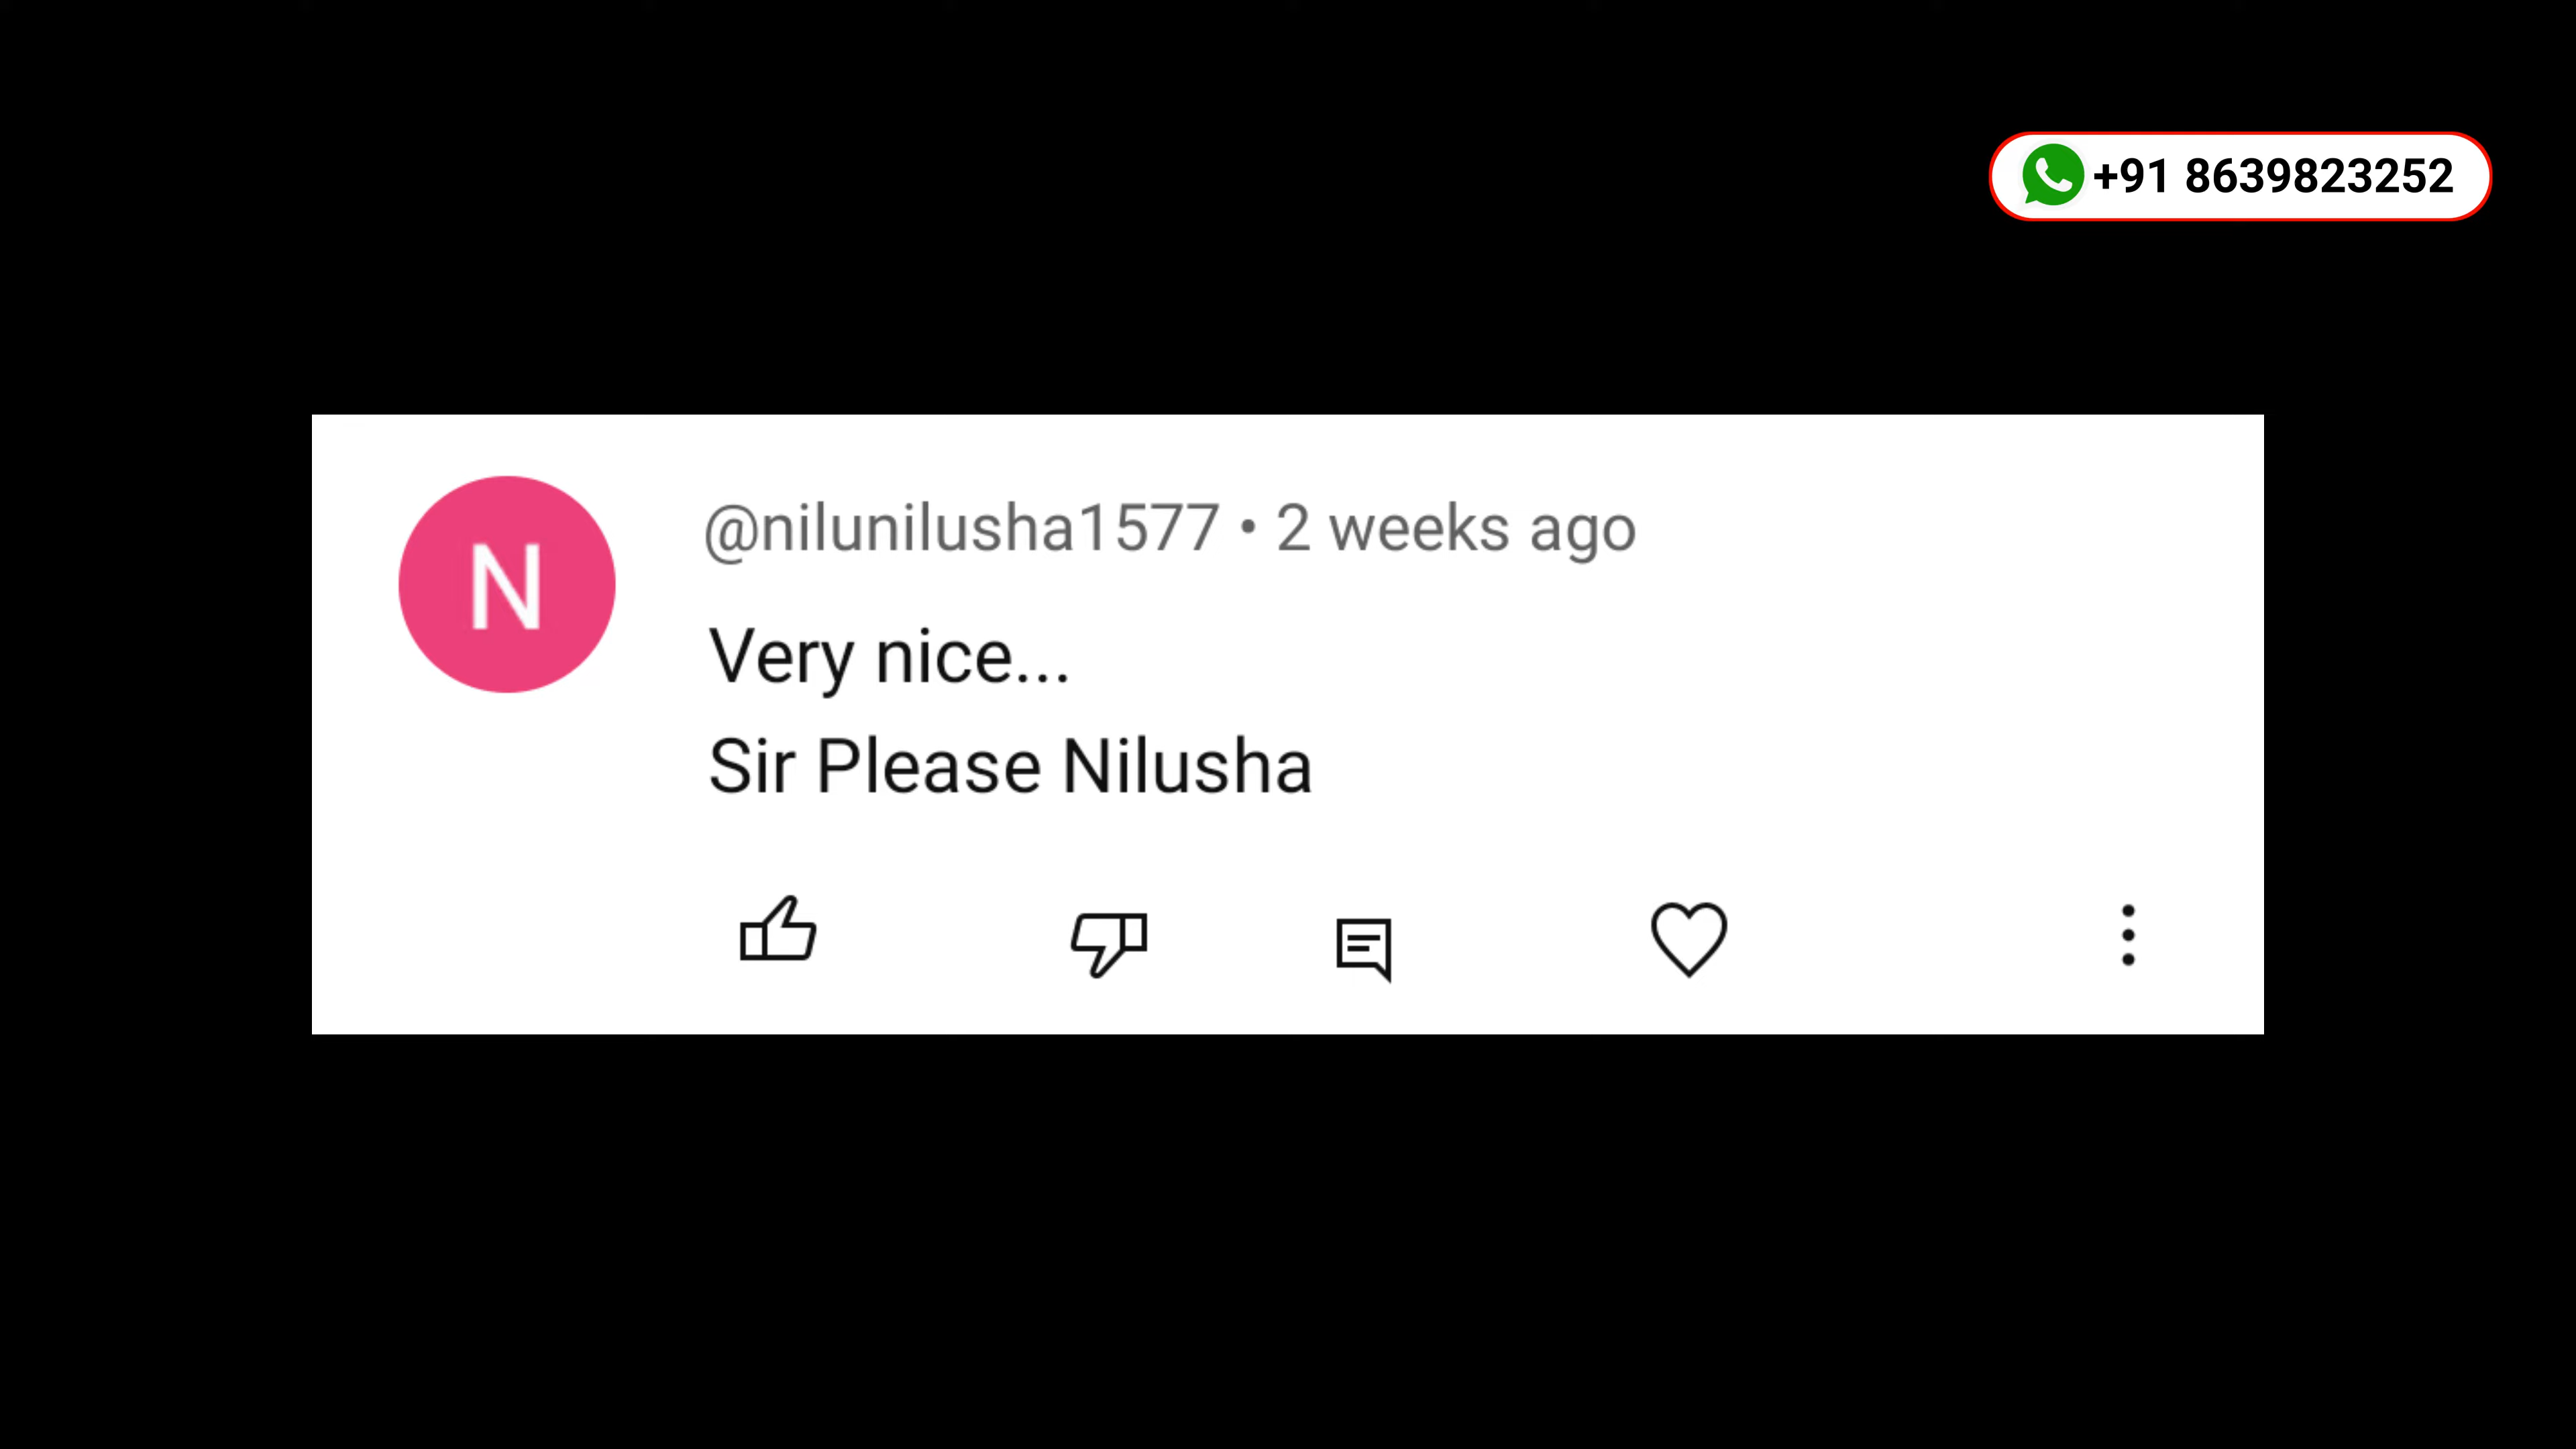 +91 8639823252
N
@nilunilusha1577 • 2 weeks ago
Very nice...
Sir Please Nilusha